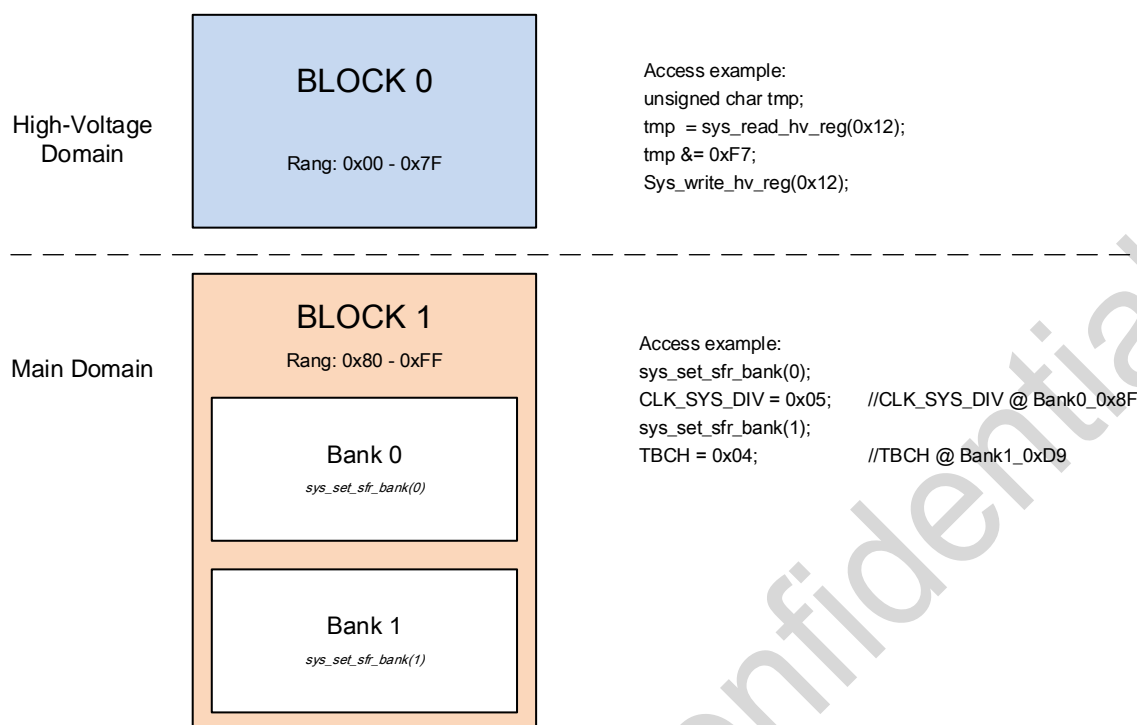 BLOCK 0
High-Voltage
Domain
Rang: 0x00 - 0x7F
Access example:
unsigned char tmp;
tmp = sys_read_hv_reg(0x12);
tmp &= 0xF7;
Sys_write_hv_reg(0x12);
BLOCK 1
Rang: 0x80 - 0xFF
Main Domain
Bank 0
sys_set_sfr_bank(0)
Bank 1
sys_set_sfr_bank(1)
Access example:
sys_set_sfr_bank(0);
CLK_SYS_DIV = 0x05; //CLK_SYS_DIV @ Bank0_0x8F
sys_set_sfr_bank(1);
TBCH = 0x04; //TBCH @ Bank1_0xD9